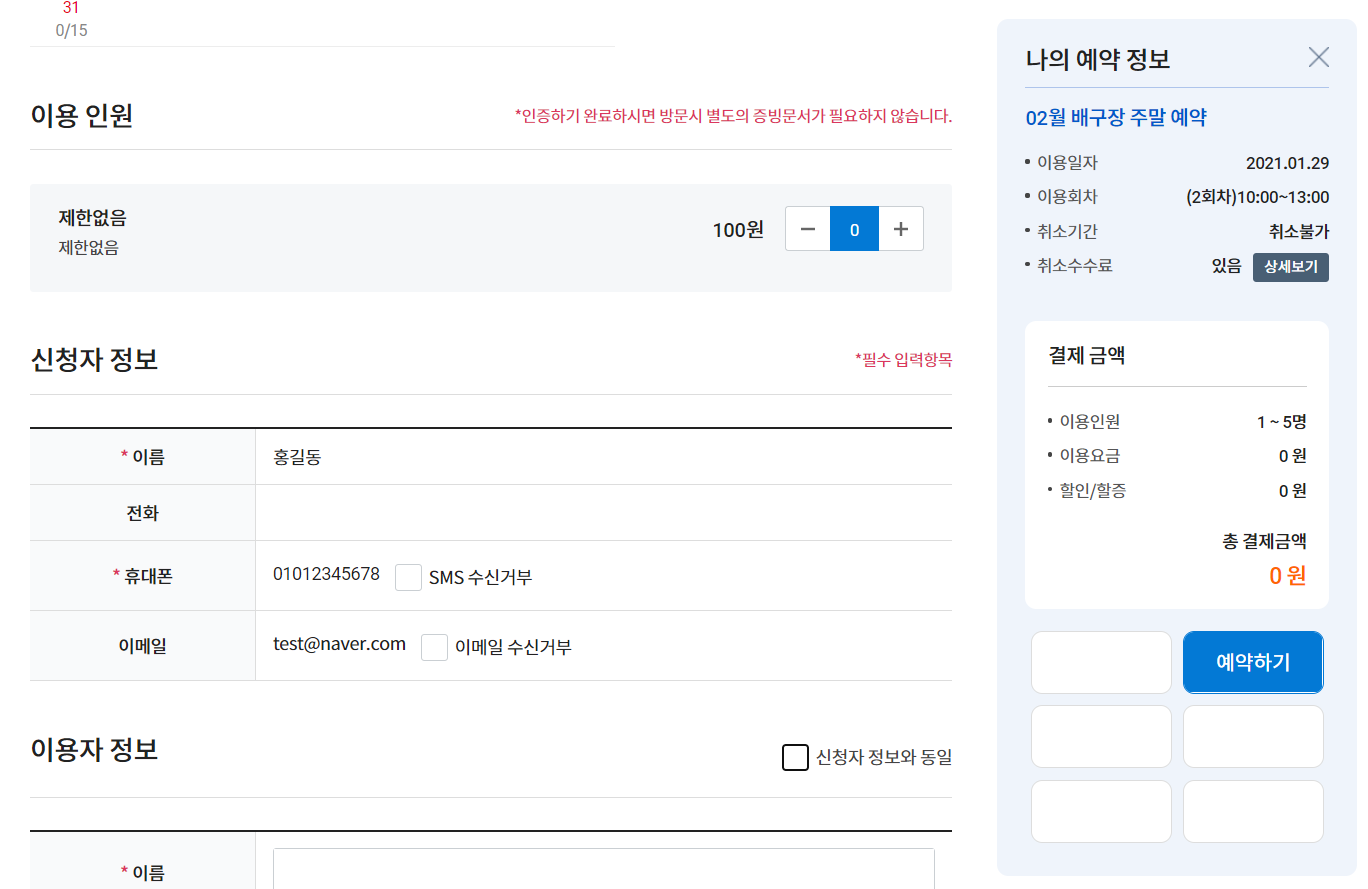 31
0/15
이용 인원
*인증하기 완료하시면 방문시 별도의 증빙문서가 필요하지 않습니다.
제한없음
제한없음
100원
0
신청자 정보
*필수 입력항목
* 이름
홍길동
전화
* 휴대폰
01012345678
SMS 수신거부
이메일
test@naver.com
이메일 수신거부
이용자 정보
신청자 정보와 동일
* 이름
나의 예약 정보
02월 배구장 주말 예약
이용일자 2021.01.29
이용회차 (2회차)10:00~13:00
취소기간 취소불가
취소수수료 있음 상세보기
결제 금액
이용인원 1 ~ 5명
이용요금 0 원
할인/할증 0 원
총 결제금액
0 원
예약하기